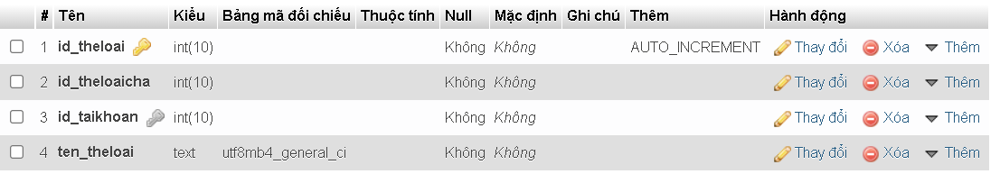 # Tên Kiểu Bảng mã đối chiếu Thuộc tính Null Mặc định Ghi chú Thêm Hành động
1 id_theloai int(10) Không Không AUTO_INCREMENT Thay đổi Xóa Thêm
2 id_theloaicha int(10) Không Không Thay đổi Xóa Thêm
3 id_taikhoan int(10) Không Không Thay đổi Xóa Thêm
4 ten_theloai text utf8mb4_general_ci Không Không Thay đổi Xóa Thêm